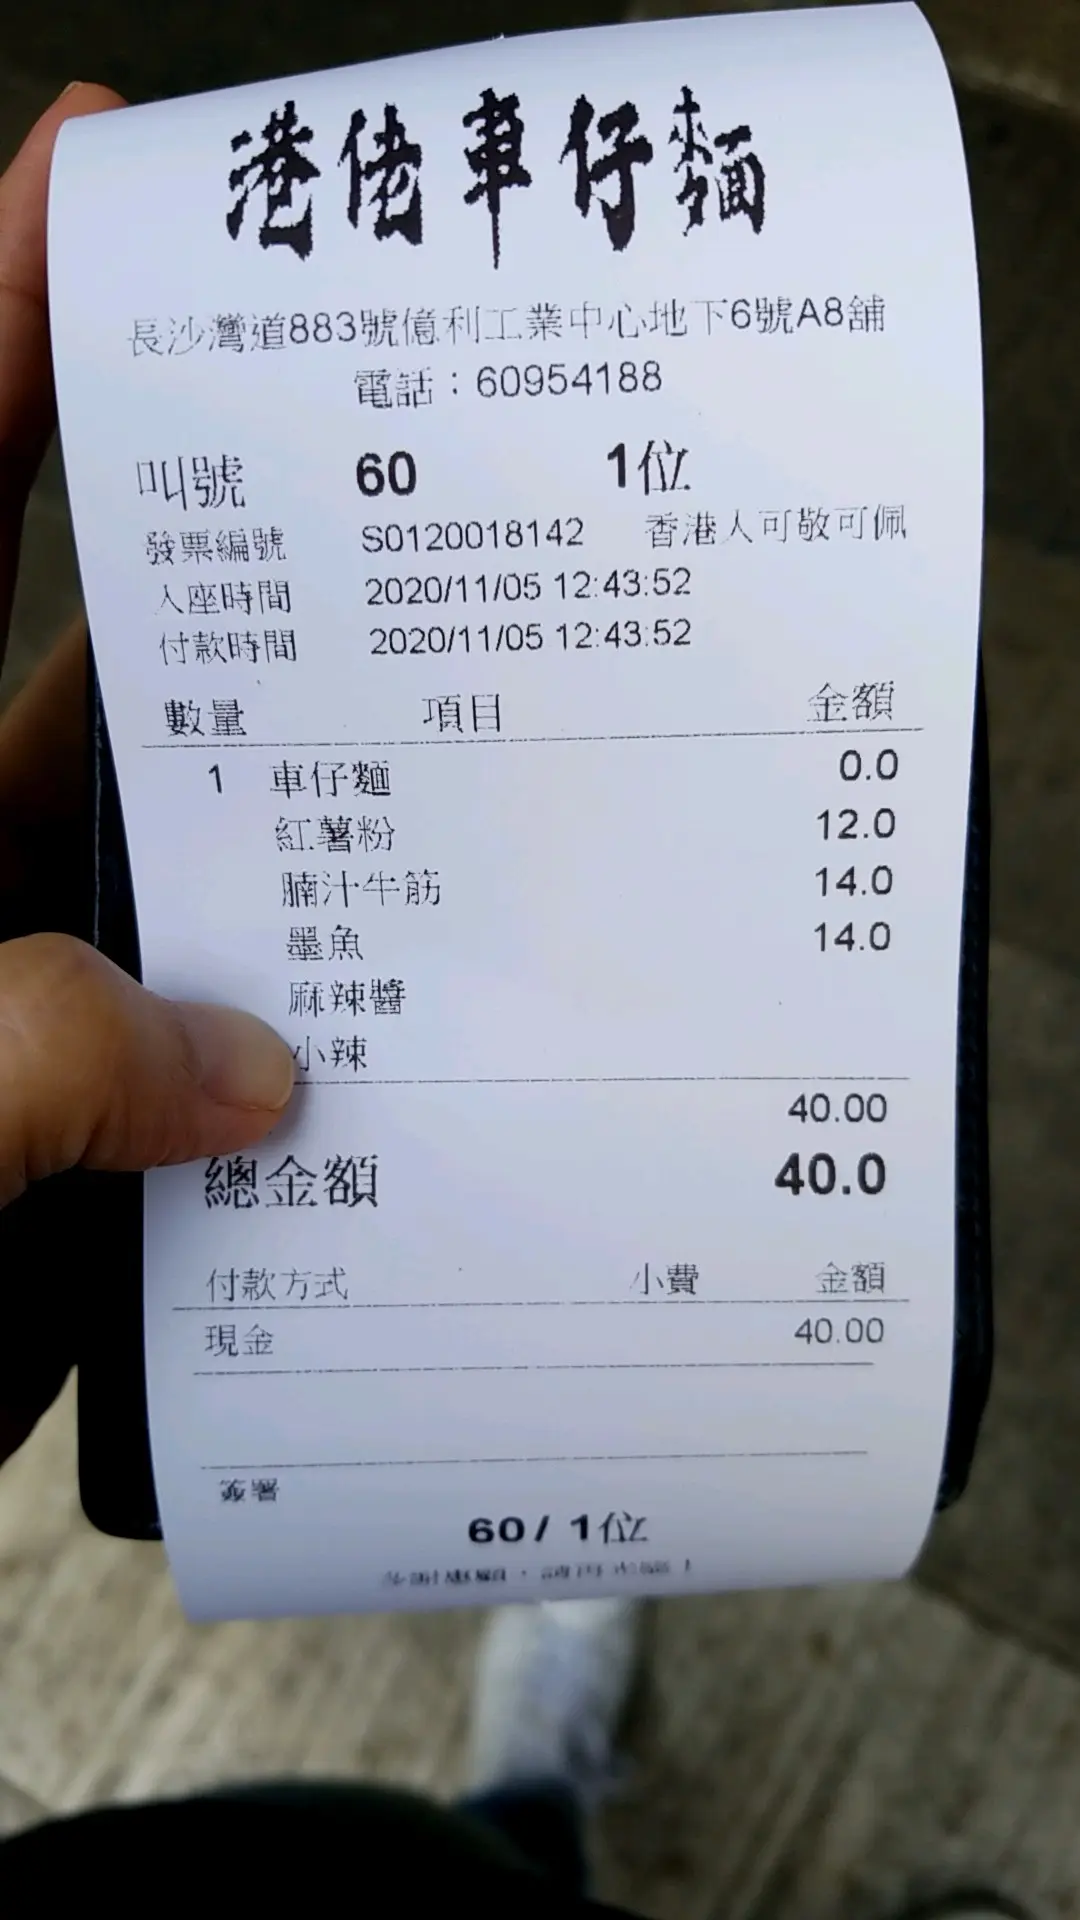 港佬車仔麵
長沙灣道883號億利工業中心地下6號A8舖
電話：60954188
叫號 60 1位
發票編號 S0120018142 香港人可敬可佩
入座時間 2020/11/05 12:43:52
付款時間 2020/11/05 12:43:52
數量 項目 金額
1 車仔麵 0.0
紅薯粉 12.0
腩汁牛筋 14.0
墨魚 14.0
麻辣醬
小辣
40.00
總金額 40.0
付款方式 小費 金額
現金 40.00
60 / 1位